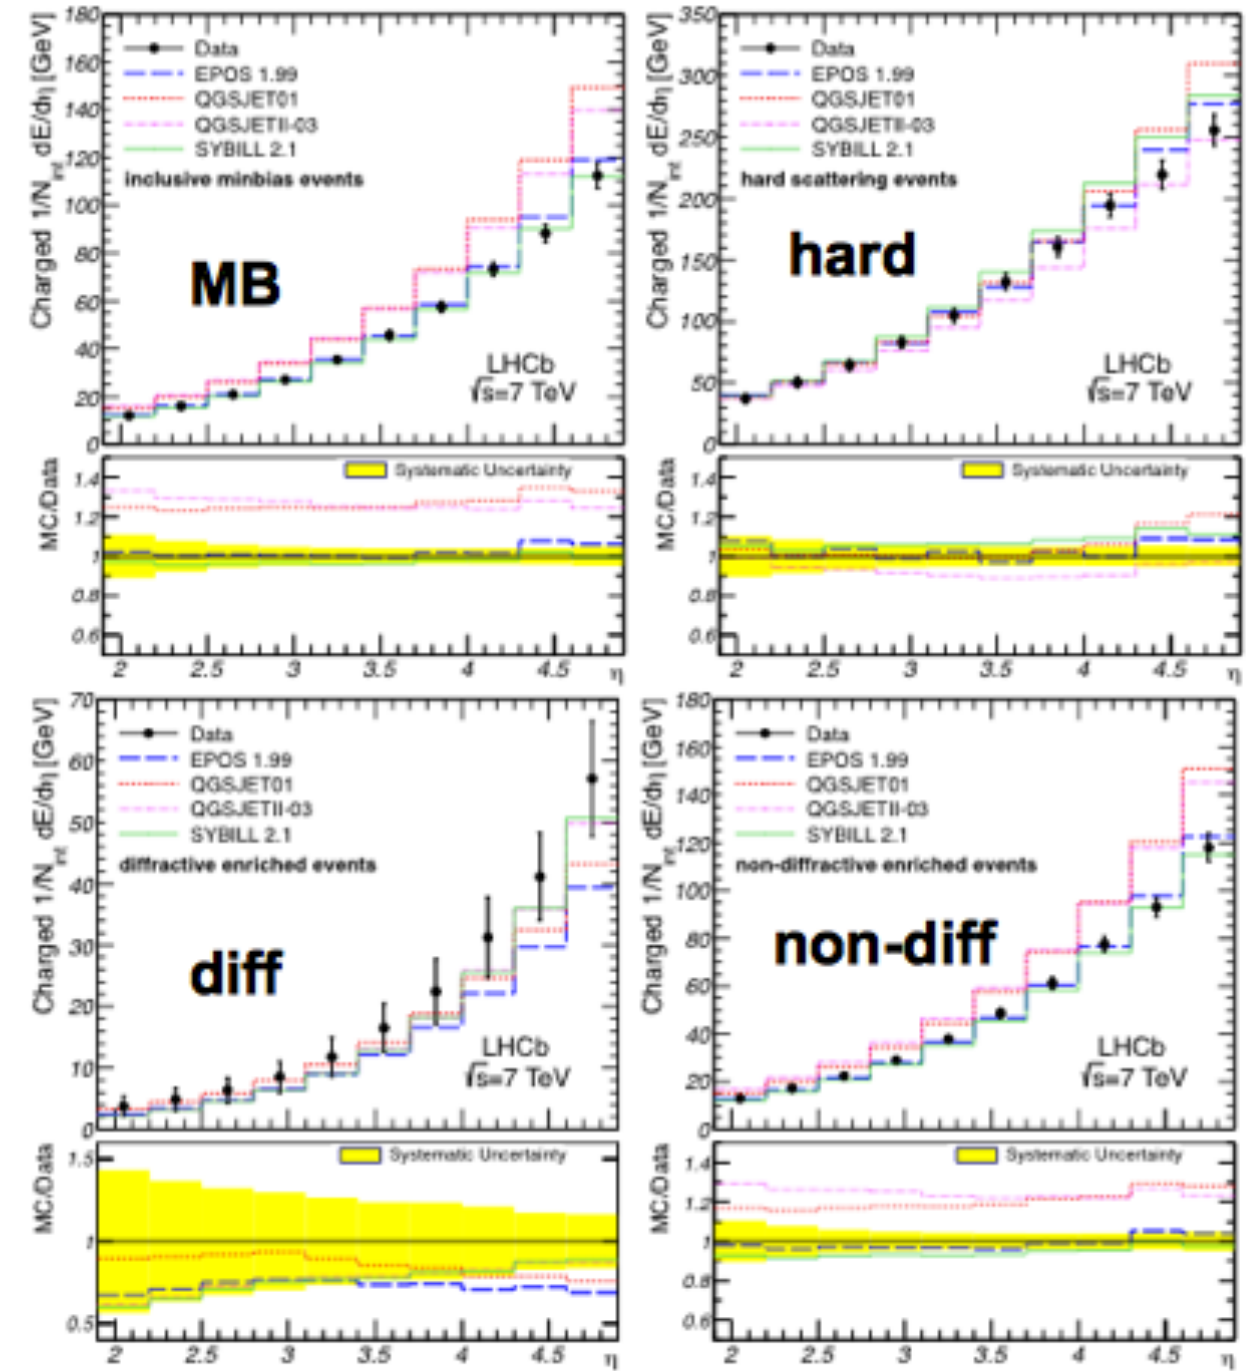 Charged 1/N_int dE/dη [GeV]
180
160
140
120
100
80
60
40
20
0
Data
EPOS 1.99
QGSJET01
QGSJETII-03
SYBILL 2.1
inclusive minbias events
MB
LHCb
√s=7 TeV
MC/Data
1.4
1.2
1
0.8
0.6
Systematic Uncertainty
2 2.5 3 3.5 4 4.5 η
Charged 1/N_int dE/dη [GeV]
350
300
250
200
150
100
50
0
Data
EPOS 1.99
QGSJET01
QGSJETII-03
SYBILL 2.1
hard scattering events
hard
LHCb
√s=7 TeV
MC/Data
1.4
1.2
1
0.8
0.6
Systematic Uncertainty
2 2.5 3 3.5 4 4.5 η
Charged 1/N_int dE/dη [GeV]
70
60
50
40
30
20
10
0
Data
EPOS 1.99
QGSJET01
QGSJETII-03
SYBILL 2.1
diffractive enriched events
diff
LHCb
√s=7 TeV
MC/Data
1.5
1
0.5
Systematic Uncertainty
2 2.5 3 3.5 4 4.5 η
Charged 1/N_int dE/dη [GeV]
180
160
140
120
100
80
60
40
20
0
Data
EPOS 1.99
QGSJET01
QGSJETII-03
SYBILL 2.1
non-diffractive enriched events
non-diff
LHCb
√s=7 TeV
MC/Data
1.4
1.2
1
0.8
0.6
Systematic Uncertainty
2 2.5 3 3.5 4 4.5 η